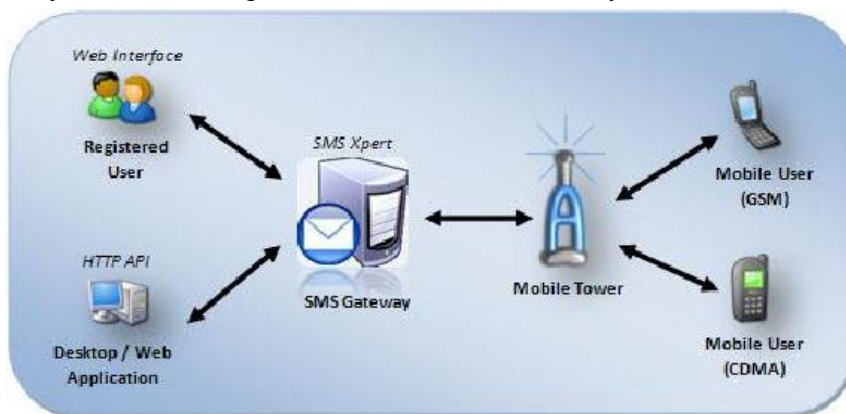 Web Interface
Registered
User
HTTP API
Desktop / Web
Application
SMS Xpert
SMS Gateway
Mobile Tower
Mobile User
(GSM)
Mobile User
(CDMA)